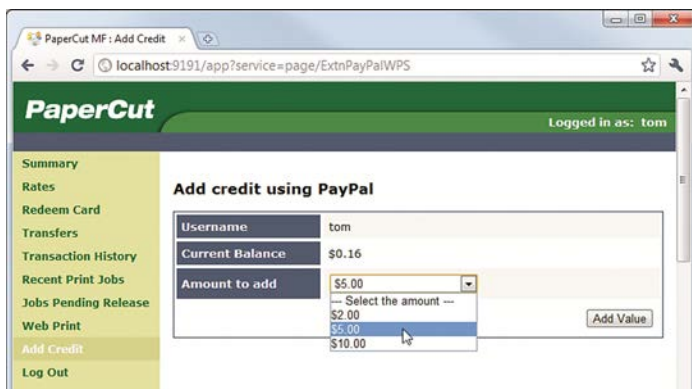 PaperCut MF : Add Credit
localhost:9191/app?service=page/ExtnPayPalWPS
PaperCut
Logged in as: tom
Summary
Rates
Redeem Card
Transfers
Transaction History
Recent Print Jobs
Jobs Pending Release
Web Print
Add Credit
Log Out
Add credit using PayPal
Username tom
Current Balance $0.16
Amount to add $5.00
--- Select the amount ---
$2.00
$5.00
$10.00
Add Value